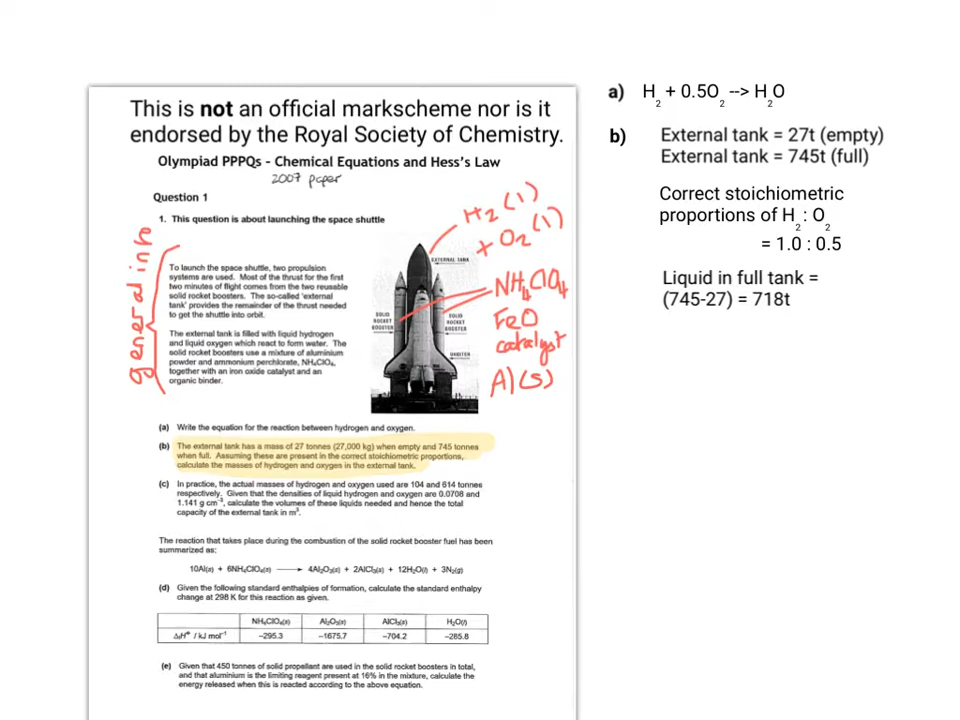 This is not an official markscheme nor is it
endorsed by the Royal Society of Chemistry.
Olympiad PPPQs - Chemical Equations and Hess's Law
2007 paper
Question 1
1. This question is about launching the space shuttle
general info
To launch the space shuttle, two propulsion
systems are used. Most of the thrust for the first
two minutes of flight comes from the two reusable
solid rocket boosters. The so-called 'external
tank' provides the remainder of the thrust needed
to get the shuttle into orbit.
The external tank is filled with liquid hydrogen
and liquid oxygen which react to form water. The
solid rocket boosters use a mixture of aluminium
powder and ammonium perchlorate, NH₄ClO₄,
together with an iron oxide catalyst and an
organic binder.
EXTERNAL TANK
SOLID
ROCKET
BOOSTER
SOLID
ROCKET
BOOSTER
ORBITER
H2 (l)
+ O2 (l)
NH4ClO4
FeO
catalyst
Al(s)
(a) Write the equation for the reaction between hydrogen and oxygen.
(b) The external tank has a mass of 27 tonnes (27,000 kg) when empty and 745 tonnes
when full. Assuming these are present in the correct stoichiometric proportions,
calculate the masses of hydrogen and oxygen in the external tank.
(c) In practice, the actual masses of hydrogen and oxygen used are 104 and 614 tonnes
respectively. Given that the densities of liquid hydrogen and oxygen are 0.0708 and
1.141 g cm⁻³, calculate the volumes of these liquids needed and hence the total
capacity of the external tank in m³.
The reaction that takes place during the combustion of the solid rocket booster fuel has been
summarized as:
10Al(s) + 6NH₄ClO₄(s) ⟶ 4Al₂O₃(s) + 2AlCl₃(s) + 12H₂O(l) + 3N₂(g)
(d) Given the following standard enthalpies of formation, calculate the standard enthalpy
change at 298 K for this reaction as given.
NH₄ClO₄(s) Al₂O₃(s) AlCl₃(s) H₂O(l)
ΔfH° / kJ mol⁻¹ −295.3 −1675.7 −704.2 −285.8
(e) Given that 450 tonnes of solid propellant are used in the solid rocket boosters in total,
and that aluminium is the limiting reagent present at 16% in the mixture, calculate the
energy released when this is reacted according to the above equation.
a) H₂ + 0.5O₂ --> H₂O
b) External tank = 27t (empty)
External tank = 745t (full)
Correct stoichiometric
proportions of H₂ : O₂
= 1.0 : 0.5
Liquid in full tank =
(745-27) = 718t